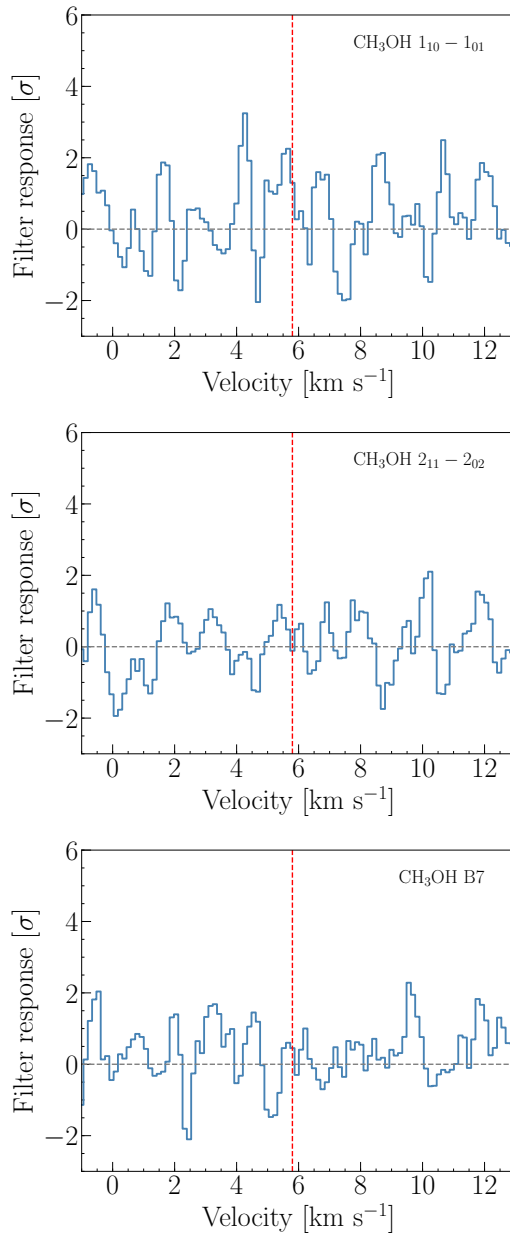 6
CH₃OH 1₁₀ − 1₀₁
4
2
0
−2
Filter response [σ]
0 2 4 6 8 10 12
Velocity [km s⁻¹]
6
CH₃OH 2₁₁ − 2₀₂
4
2
0
−2
Filter response [σ]
0 2 4 6 8 10 12
Velocity [km s⁻¹]
6
CH₃OH B7
4
2
0
−2
Filter response [σ]
0 2 4 6 8 10 12
Velocity [km s⁻¹]